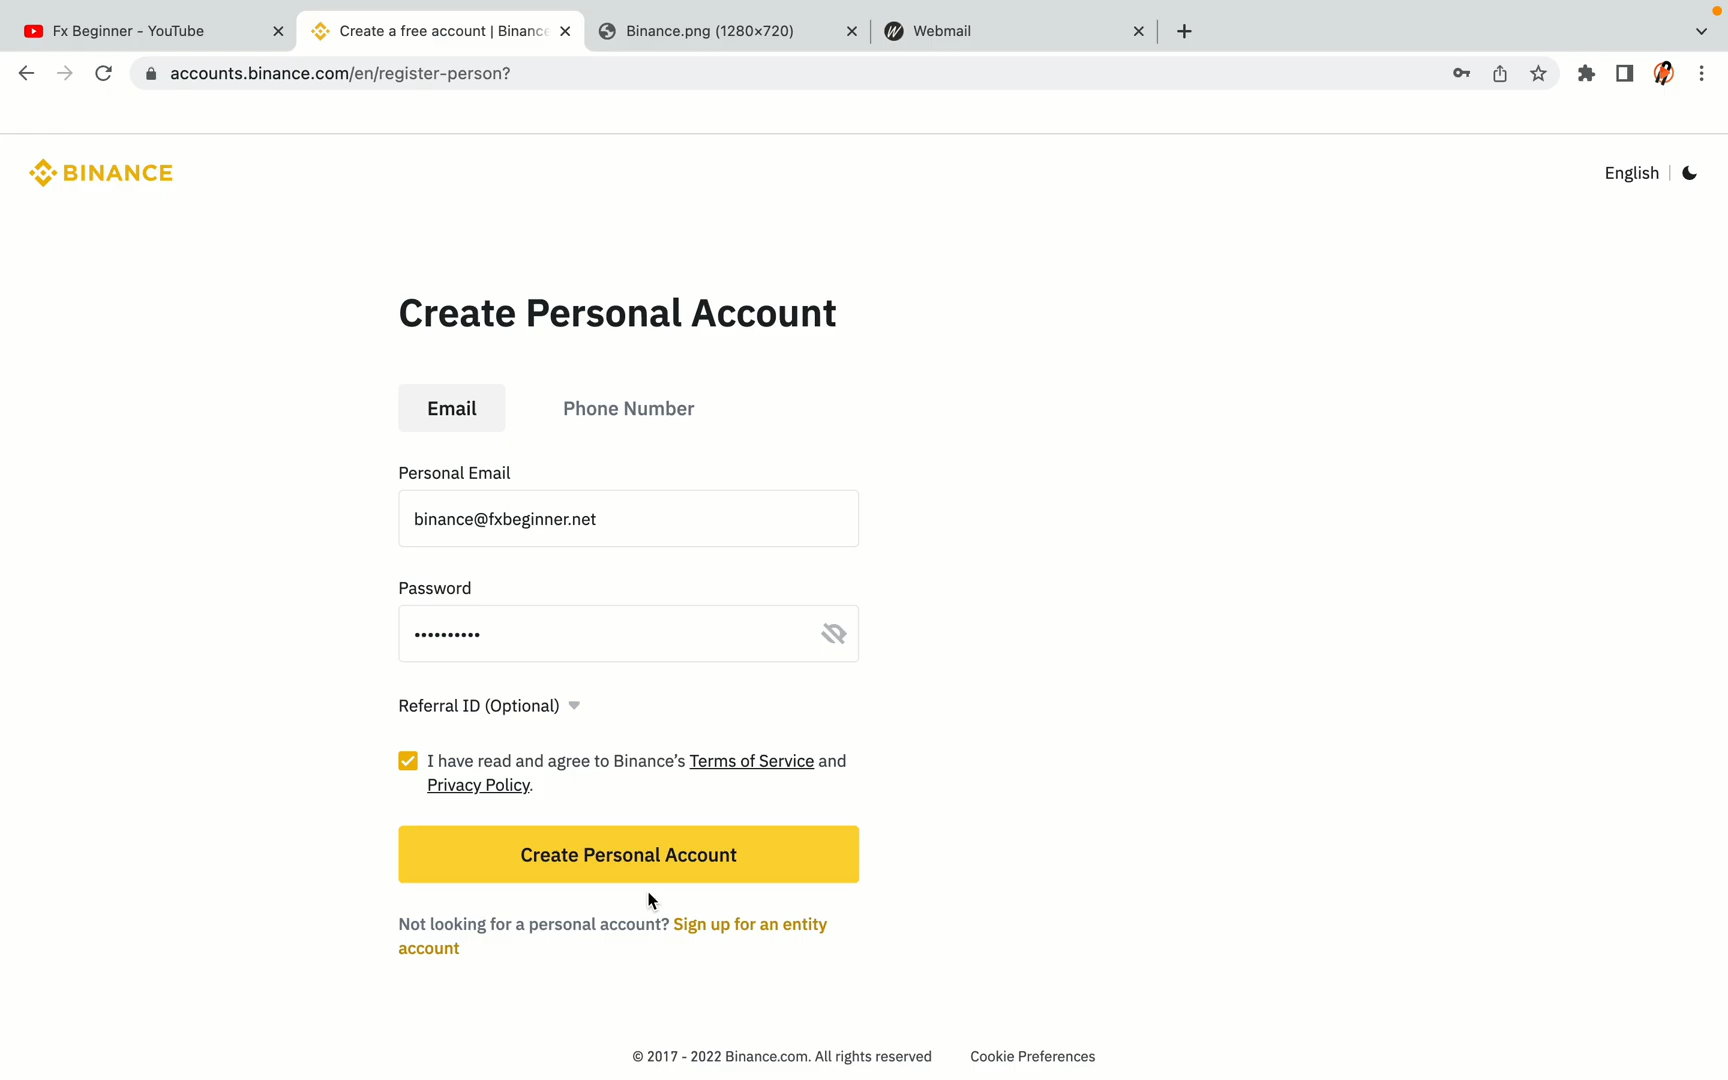 Fx Beginner - YouTube
Create a free account | Binance
Binance.png (1280×720)
Webmail
accounts.binance.com/en/register-person?
BINANCE
English
Create Personal Account
Email
Phone Number
Personal Email
binance@fxbeginner.net
Password
••••••••••
Referral ID (Optional)
I have read and agree to Binance’s Terms of Service and
Privacy Policy.
Create Personal Account
Not looking for a personal account? Sign up for an entity
account
© 2017 - 2022 Binance.com. All rights reserved
Cookie Preferences